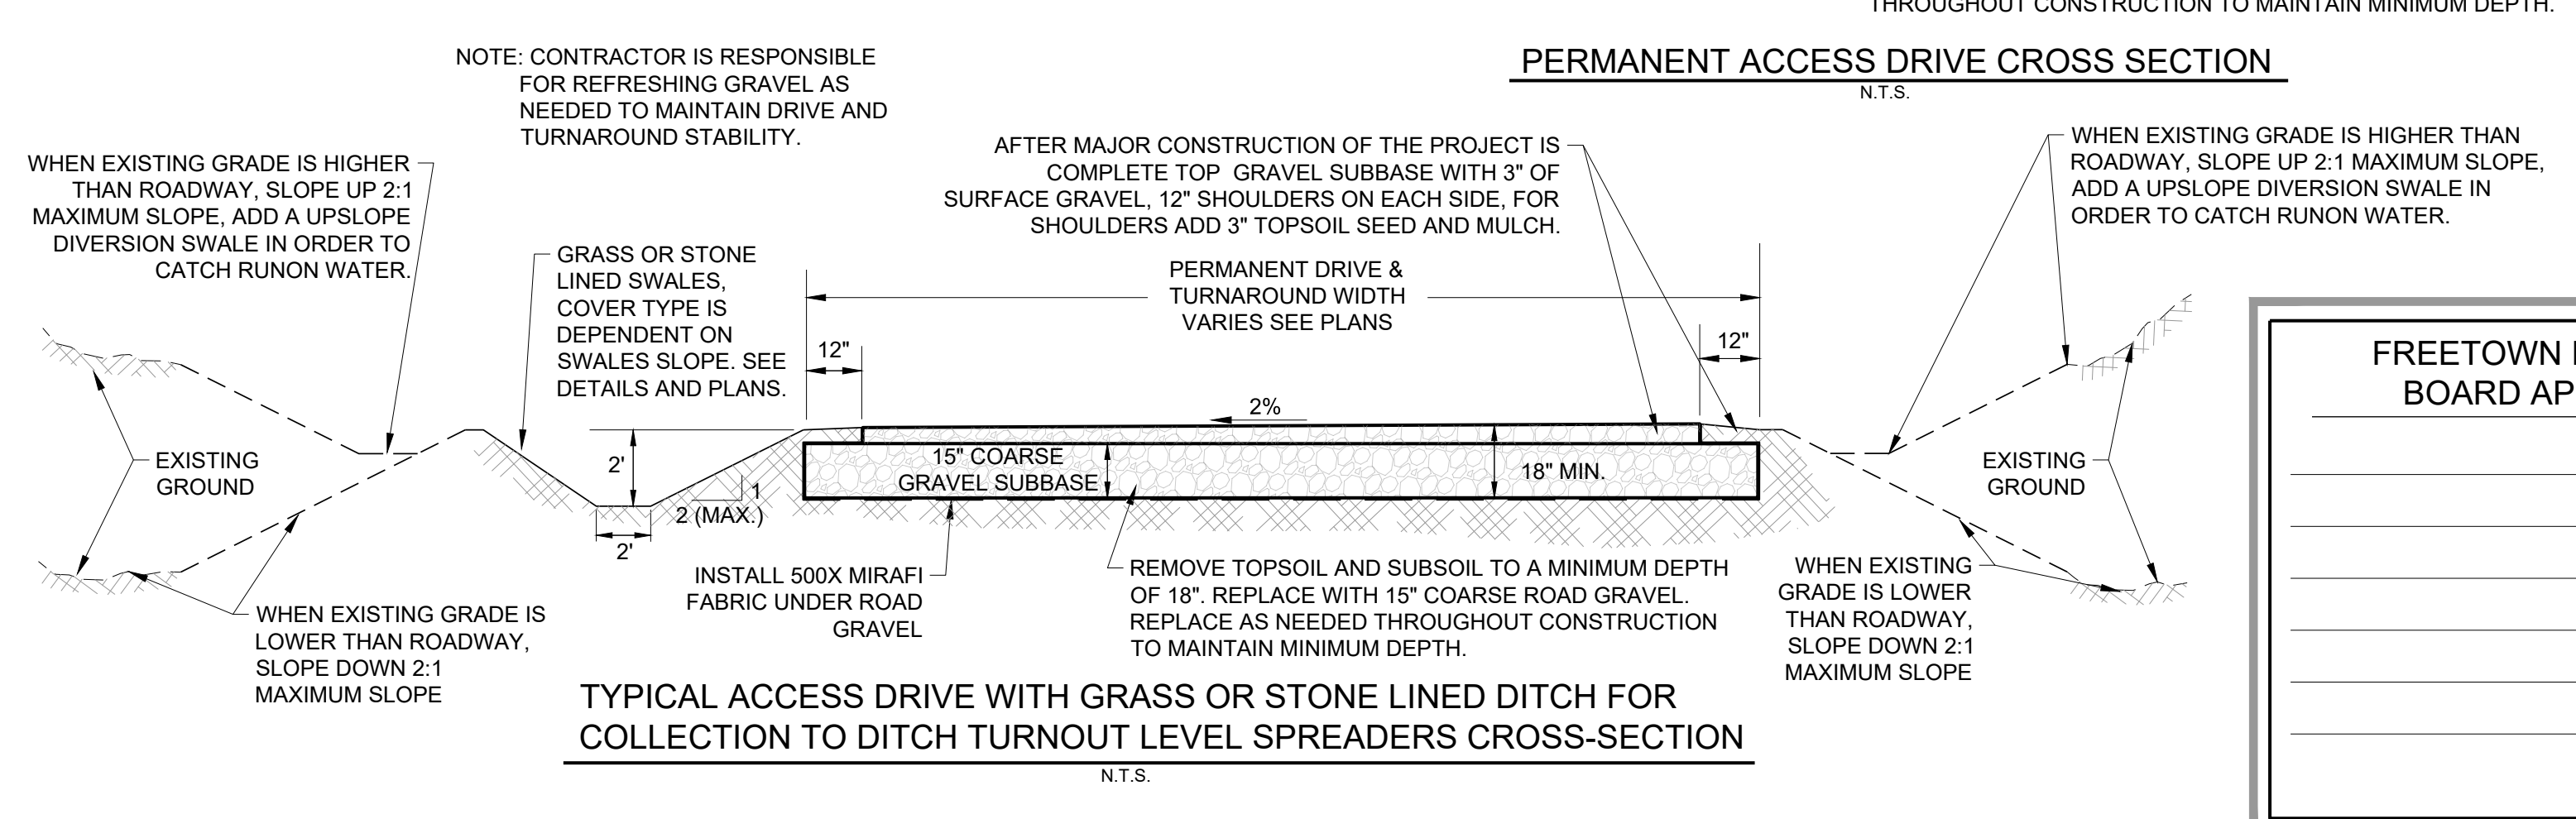 THROUGHOUT CONSTRUCTION TO MAINTAIN MINIMUM DEPTH.
PERMANENT ACCESS DRIVE CROSS SECTION
N.T.S.
NOTE: CONTRACTOR IS RESPONSIBLE
FOR REFRESHING GRAVEL AS
NEEDED TO MAINTAIN DRIVE AND
TURNAROUND STABILITY.
WHEN EXISTING GRADE IS HIGHER
THAN ROADWAY, SLOPE UP 2:1
MAXIMUM SLOPE, ADD A UPSLOPE
DIVERSION SWALE IN ORDER TO
CATCH RUNON WATER.
GRASS OR STONE
LINED SWALES,
COVER TYPE IS
DEPENDENT ON
SWALES SLOPE. SEE
DETAILS AND PLANS.
AFTER MAJOR CONSTRUCTION OF THE PROJECT IS
COMPLETE TOP GRAVEL SUBBASE WITH 3" OF
SURFACE GRAVEL, 12" SHOULDERS ON EACH SIDE, FOR
SHOULDERS ADD 3" TOPSOIL SEED AND MULCH.
PERMANENT DRIVE &
TURNAROUND WIDTH
VARIES SEE PLANS
WHEN EXISTING GRADE IS HIGHER THAN
ROADWAY, SLOPE UP 2:1 MAXIMUM SLOPE,
ADD A UPSLOPE DIVERSION SWALE IN
ORDER TO CATCH RUNON WATER.
12"
12"
2%
EXISTING
GROUND
2'
2'
1
2 (MAX.)
15" COARSE
GRAVEL SUBBASE
18" MIN.
EXISTING
GROUND
WHEN EXISTING GRADE IS
LOWER THAN ROADWAY,
SLOPE DOWN 2:1
MAXIMUM SLOPE
INSTALL 500X MIRAFI
FABRIC UNDER ROAD
GRAVEL
REMOVE TOPSOIL AND SUBSOIL TO A MINIMUM DEPTH
OF 18". REPLACE WITH 15" COARSE ROAD GRAVEL.
REPLACE AS NEEDED THROUGHOUT CONSTRUCTION
TO MAINTAIN MINIMUM DEPTH.
WHEN EXISTING
GRADE IS LOWER
THAN ROADWAY,
SLOPE DOWN 2:1
MAXIMUM SLOPE
TYPICAL ACCESS DRIVE WITH GRASS OR STONE LINED DITCH FOR
COLLECTION TO DITCH TURNOUT LEVEL SPREADERS CROSS-SECTION
N.T.S.
FREETOWN
BOARD AP